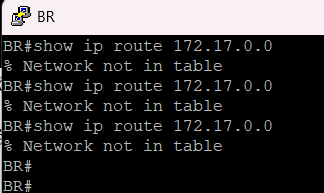 BR
BR#show ip route 172.17.0.0
% Network not in table
BR#show ip route 172.17.0.0
% Network not in table
BR#show ip route 172.17.0.0
% Network not in table
BR#
BR#